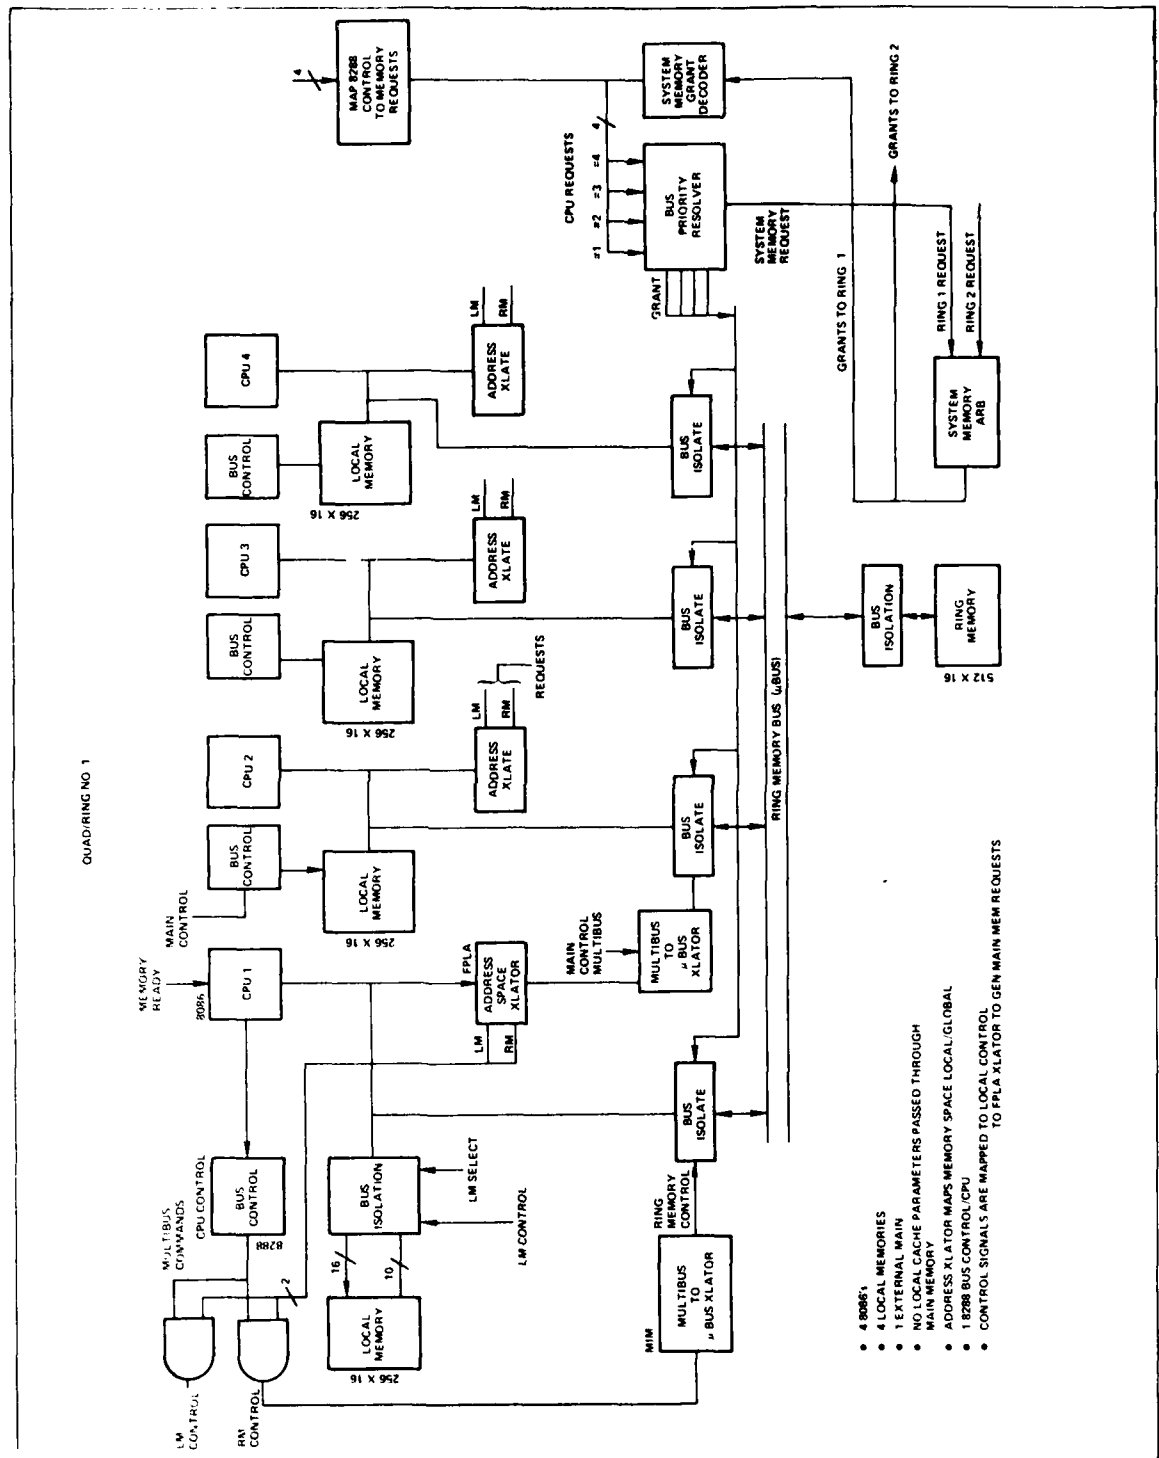 QUAD/RING NO 1
MEMORY
READY
MAIN
CONTROL
8086
CPU 1
BUS
CONTROL
CPU 2
BUS
CONTROL
CPU 3
BUS
CONTROL
CPU 4
MULTIBUS
COMMANDS
CPU CONTROL
BUS
CONTROL
8288
2
LM
CONTROL
RM
CONTROL
BUS
ISOLATION
LM SELECT
LM CONTROL
16
10
LOCAL
MEMORY
256 X 16
LOCAL
MEMORY
256 X 16
LOCAL
MEMORY
256 X 16
LOCAL
MEMORY
256 X 16
FPLA
ADDRESS
SPACE
XLATOR
LM
RM
ADDRESS
XLATE
LM
RM
REQUESTS
ADDRESS
XLATE
LM
RM
ADDRESS
XLATE
LM
RM
MAIN
CONTROL
MULTIBUS
MULTIBUS
TO
μ BUS
XLATOR
MIM
MULTIBUS
TO
μ BUS XLATOR
RING
MEMORY
CONTROL
BUS
ISOLATE
BUS
ISOLATE
BUS
ISOLATE
BUS
ISOLATE
RING MEMORY BUS (μBUS)
BUS
ISOLATION
RING
MEMORY
512 X 16
4
MAP 8288
CONTROL
TO MEMORY
REQUESTS
SYSTEM
MEMORY
GRANT
DECODER
4
CPU REQUESTS
#1
#2
#3
#4
BUS
PRIORITY
RESOLVER
GRANT
SYSTEM
MEMORY
REQUEST
GRANTS TO RING 1
GRANTS TO RING 2
RING 1 REQUEST
RING 2 REQUEST
SYSTEM
MEMORY
ARB
• 4 8086's
• 4 LOCAL MEMORIES
• 1 EXTERNAL MAIN
• NO LOCAL CACHE PARAMETERS PASSED THROUGH
MAIN MEMORY
• ADDRESS XLATOR MAPS MEMORY SPACE LOCAL/GLOBAL
• 1 8288 BUS CONTROL/CPU
• CONTROL SIGNALS ARE MAPPED TO LOCAL CONTROL
TO FPLA XLATOR TO GEN MAIN MEM REQUESTS